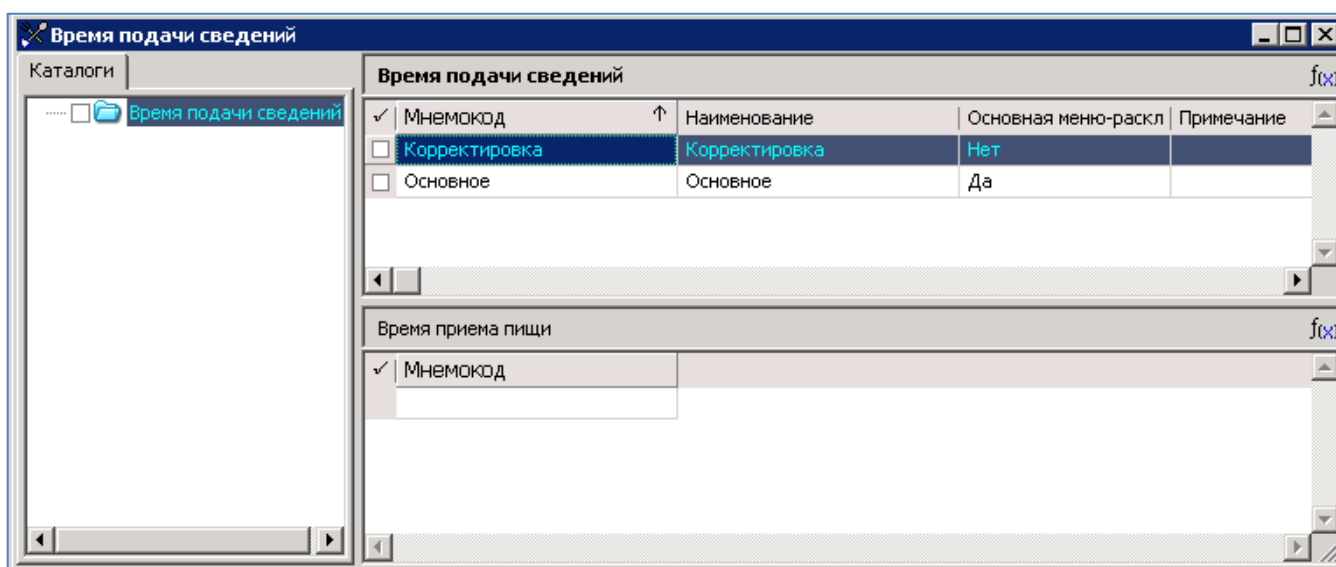 Время подачи сведений
Каталоги
Время подачи сведений
Время подачи сведений f(x)
✓ Мнемокод ↑ Наименование Основная меню-раскл Примечание
Корректировка Корректировка Нет
Основное Основное Да
Время приема пищи f(x)
✓ Мнемокод